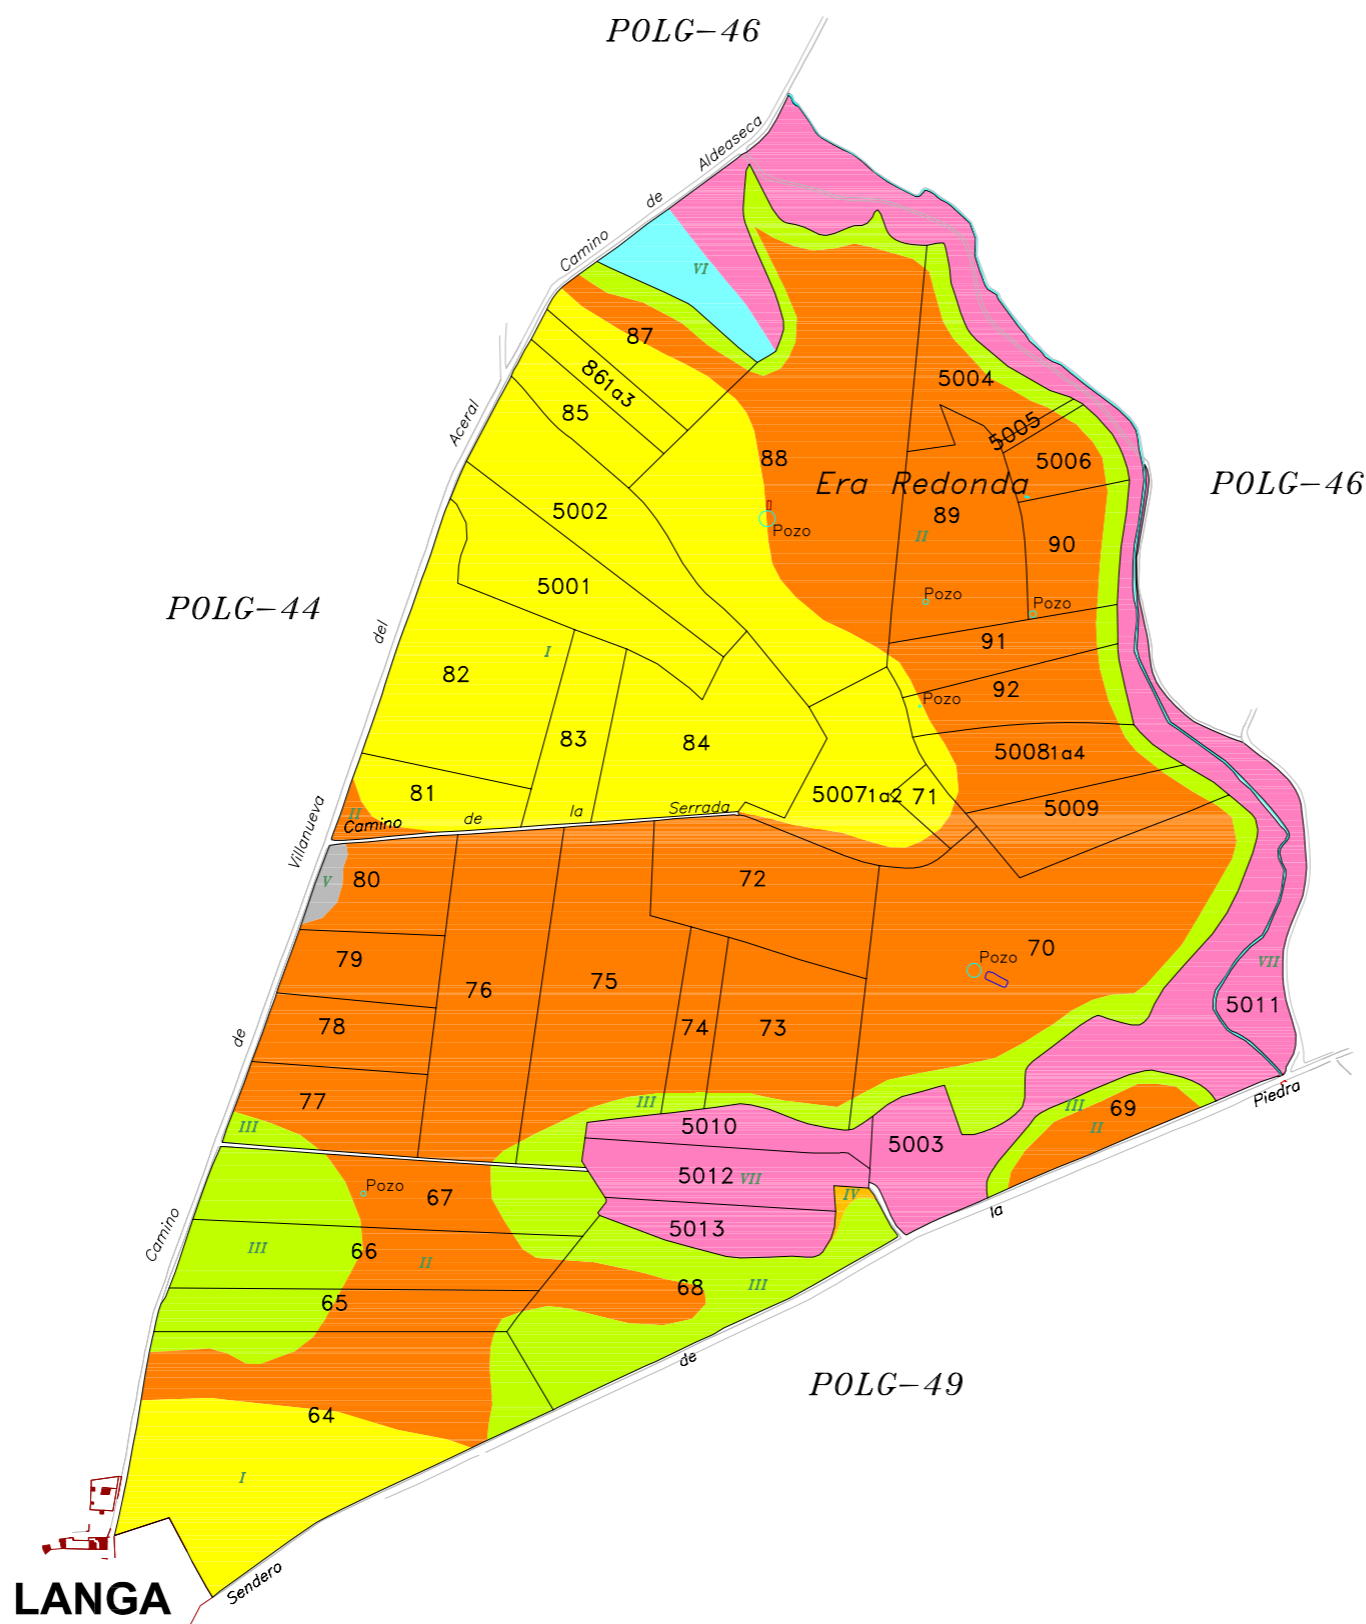 POLG-46
Camino de Aldeaseca
VI
87
861a3
5004
85
5005
88
5006
Era Redonda
POLG-46
5002
89
Pozo
II
90
5001
Pozo
Pozo
POLG-44
Camino de Villanueva del Aceral
91
I
82
92
Pozo
83
84
50081a4
81
50071a2
71
5009
II
Camino de la Serrada
V
80
72
70
79
Pozo
VII
76
75
5011
78
74
73
77
III
III
III
69
II
Sendero de la Piedra
5010
5003
5012
VII
Pozo
67
IV
5013
III
66
II
68
III
65
POLG-49
64
I
LANGA